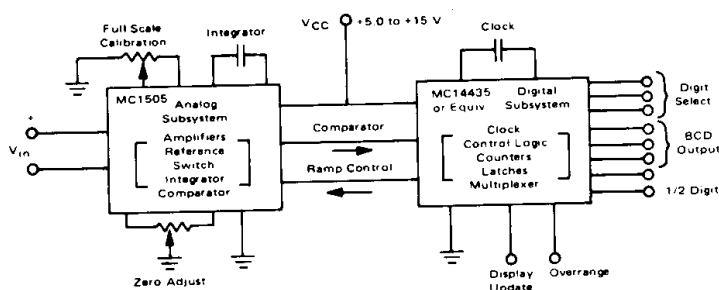 Full Scale
Calibration
Integrator
VCC
+5.0 to +15 V
Clock
MC1505
Analog
Subsystem
Amplifiers
Reference
Switch
Integrator
Comparator
+
Vin
Zero Adjust
Comparator
Ramp Control
MC14435
or Equiv
Digital
Subsystem
Clock
Control Logic
Counters
Latches
Multiplexer
Digit
Select
BCD
Output
1/2 Digit
Display
Update
Overrange